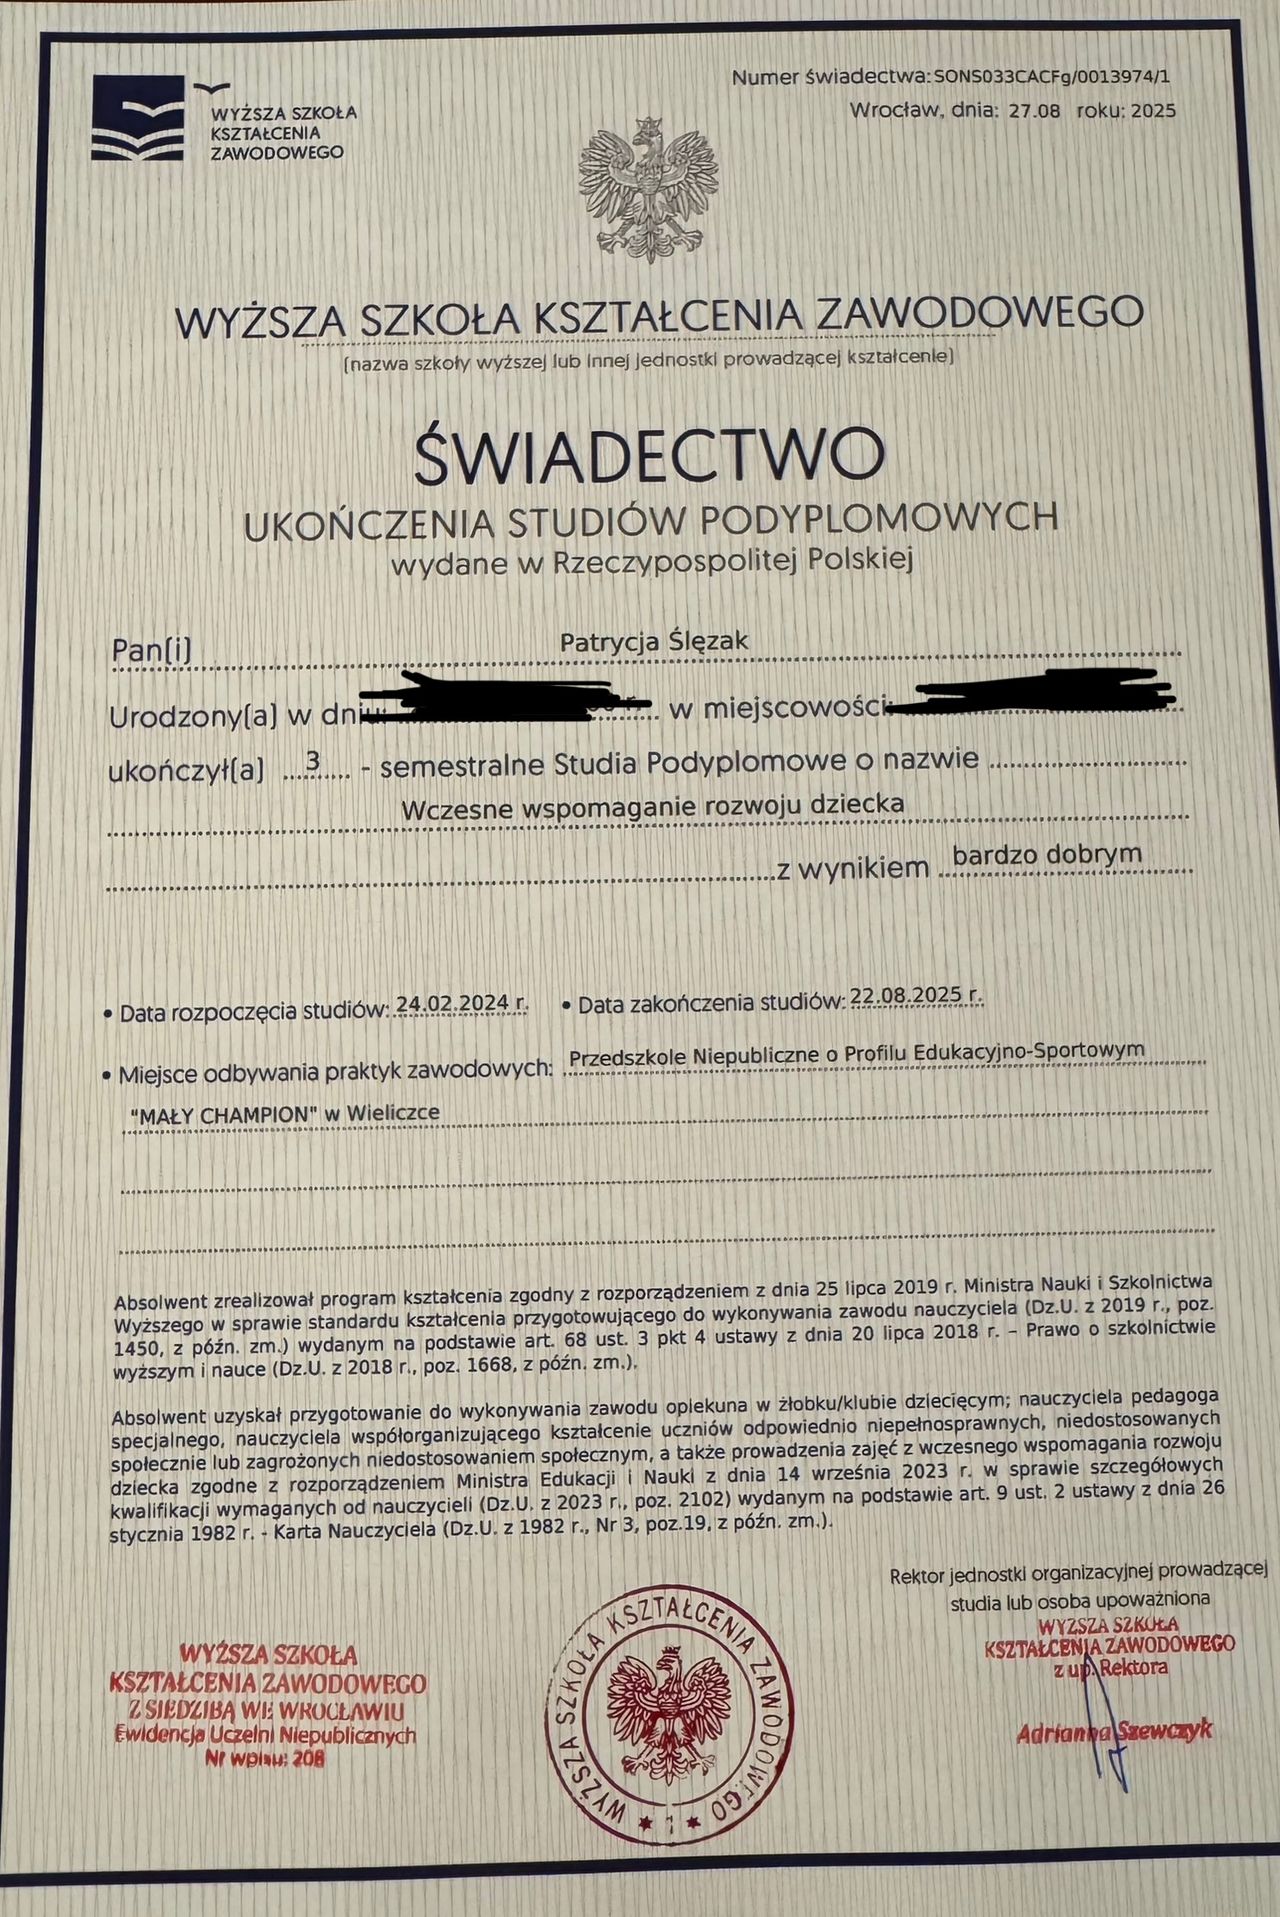 WYŻSZA SZKOŁA
KSZTAŁCENIA
ZAWODOWEGO
Numer świadectwa: SONS033CACFg/0013974/1
Wrocław, dnia: 27.08 roku: 2025
WYŻSZA SZKOŁA KSZTAŁCENIA ZAWODOWEGO
(nazwa szkoły wyższej lub innej jednostki prowadzącej kształcenie)
ŚWIADECTWO
UKOŃCZENIA STUDIÓW PODYPLOMOWYCH
wydane w Rzeczypospolitej Polskiej
Pan(i) Patrycja Ślęzak
Urodzony(a) w dniu: r. w miejscowości:
ukończył(a) 3 - semestralne Studia Podyplomowe o nazwie
Wczesne wspomaganie rozwoju dziecka
z wynikiem bardzo dobrym
• Data rozpoczęcia studiów: 24.02.2024 r. • Data zakończenia studiów: 22.08.2025 r.
• Miejsce odbywania praktyk zawodowych: Przedszkole Niepubliczne o Profilu Edukacyjno-Sportowym
"MAŁY CHAMPION" w Wieliczce
Absolwent zrealizował program kształcenia zgodny z rozporządzeniem z dnia 25 lipca 2019 r. Ministra Nauki i Szkolnictwa
Wyższego w sprawie standardu kształcenia przygotowującego do wykonywania zawodu nauczyciela (Dz.U. z 2019 r., poz.
1450, z późn. zm.) wydanym na podstawie art. 68 ust. 3 pkt 4 ustawy z dnia 20 lipca 2018 r. – Prawo o szkolnictwie
wyższym i nauce (Dz.U. z 2018 r., poz. 1668, z późn. zm.).
Absolwent uzyskał przygotowanie do wykonywania zawodu opiekuna w żłobku/klubie dziecięcym; nauczyciela pedagoga
specjalnego, nauczyciela współorganizującego kształcenie uczniów odpowiednio niepełnosprawnych, niedostosowanych
społecznie lub zagrożonych niedostosowaniem społecznym, a także prowadzenia zajęć z wczesnego wspomagania rozwoju
dziecka zgodne z rozporządzeniem Ministra Edukacji i Nauki z dnia 14 września 2023 r. w sprawie szczegółowych
kwalifikacji wymaganych od nauczycieli (Dz.U. z 2023 r., poz. 2102) wydanym na podstawie art. 9 ust. 2 ustawy z dnia 26
stycznia 1982 r. - Karta Nauczyciela (Dz.U. z 1982 r., Nr 3, poz.19, z późn. zm.).
Rektor jednostki organizacyjnej prowadzącej
studia lub osoba upoważniona
WYŻSZA SZKOŁA
KSZTAŁCENIA ZAWODOWEGO
z up. Rektora
Adrianna Szewczyk
WYŻSZA SZKOŁA
KSZTAŁCENIA ZAWODOWEGO
Z SIEDZIBĄ WE WROCŁAWIU
Ewidencja Uczelni Niepublicznych
Nr wpisu: 208
WYŻSZA SZKOŁA KSZTAŁCENIA ZAWODOWEGO
1